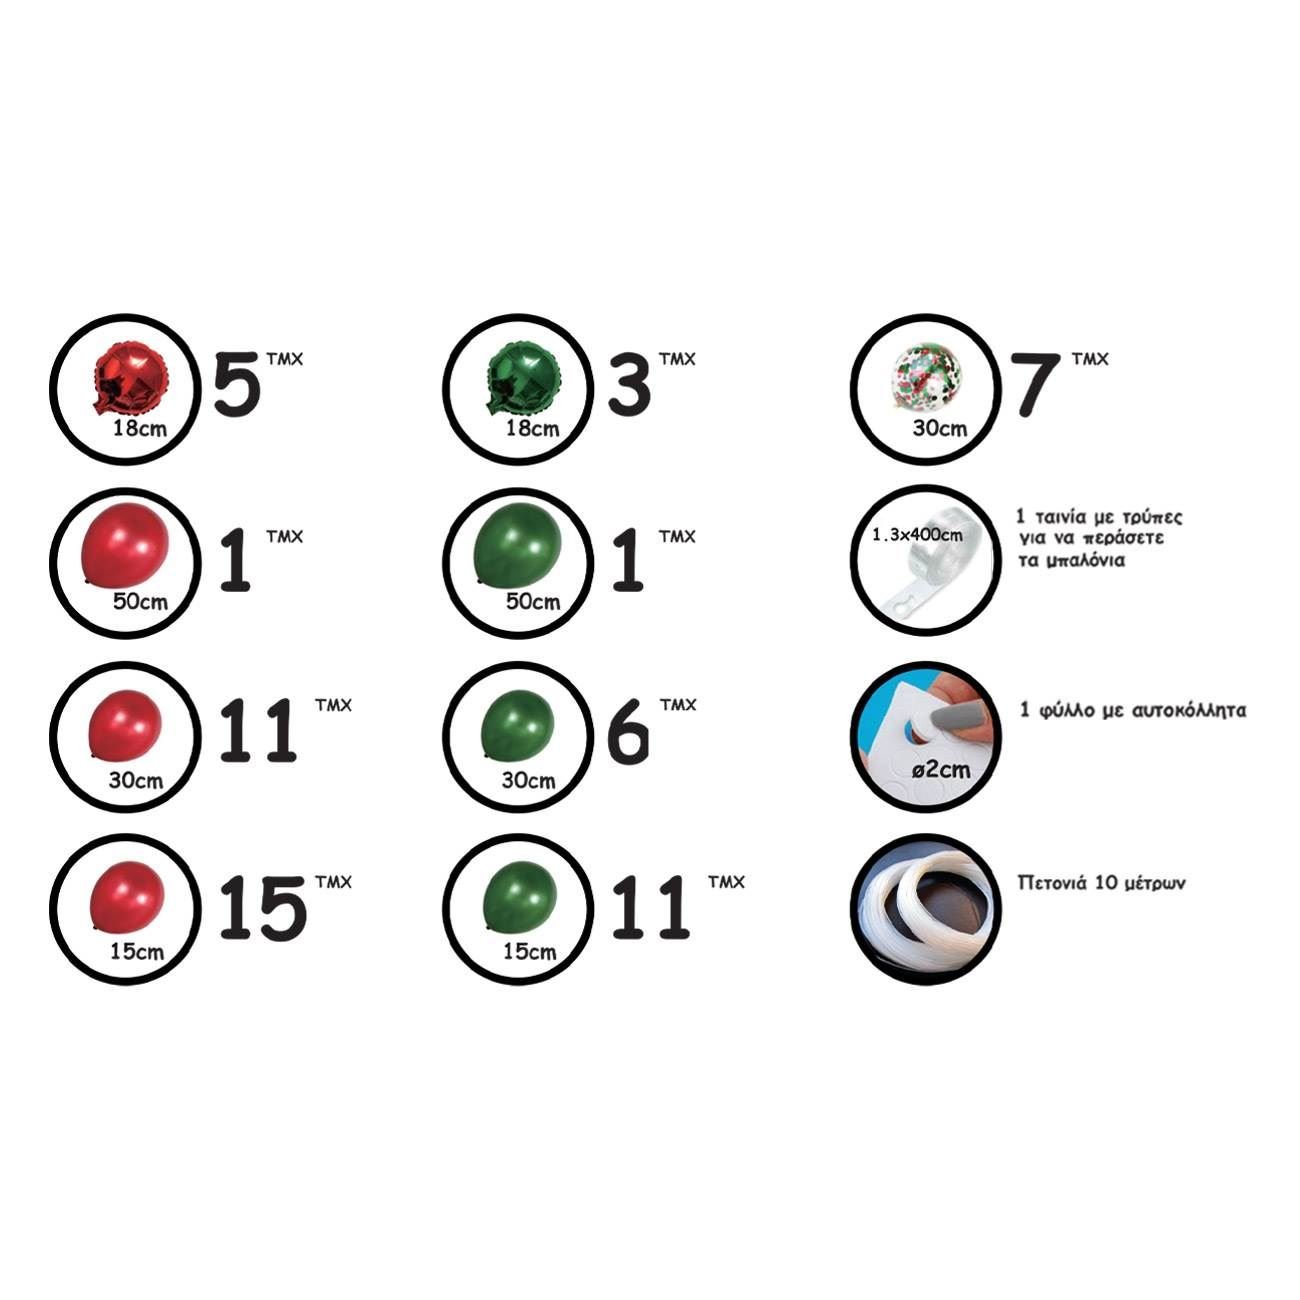 5 ΤΜΧ
18cm
3 ΤΜΧ
18cm
7 ΤΜΧ
30cm
1 ΤΜΧ
50cm
1 ΤΜΧ
50cm
1.3x400cm
1 ταινία με τρύπες
για να περάσετε
τα μπαλόνια
11 ΤΜΧ
30cm
6 ΤΜΧ
30cm
1 φύλλο με αυτοκόλλητα
ø2cm
15 ΤΜΧ
15cm
11 ΤΜΧ
15cm
Πετονιά 10 μέτρων